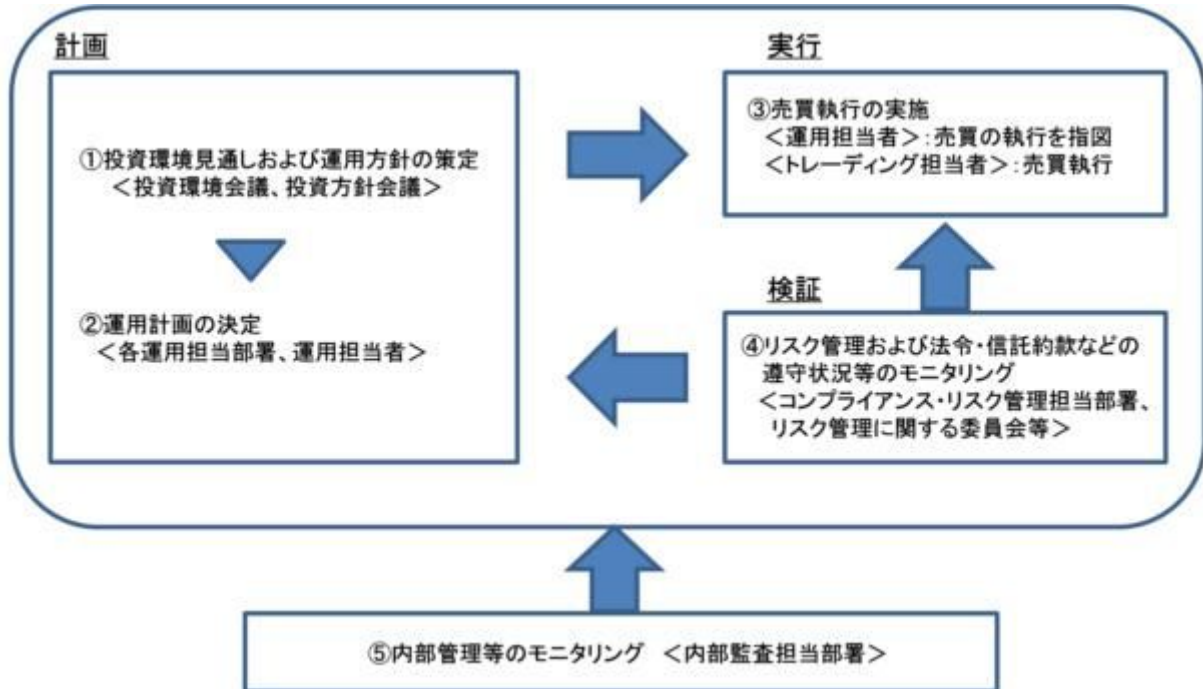 計画
①投資環境見通しおよび運用方針の策定
＜投資環境会議、投資方針会議＞
②運用計画の決定
＜各運用担当部署、運用担当者＞
実行
③売買執行の実施
＜運用担当者＞：売買の執行を指図
＜トレーディング担当者＞：売買執行
検証
④リスク管理および法令・信託約款などの
遵守状況等のモニタリング
＜コンプライアンス・リスク管理担当部署、
リスク管理に関する委員会等＞
⑤内部管理等のモニタリング ＜内部監査担当部署＞